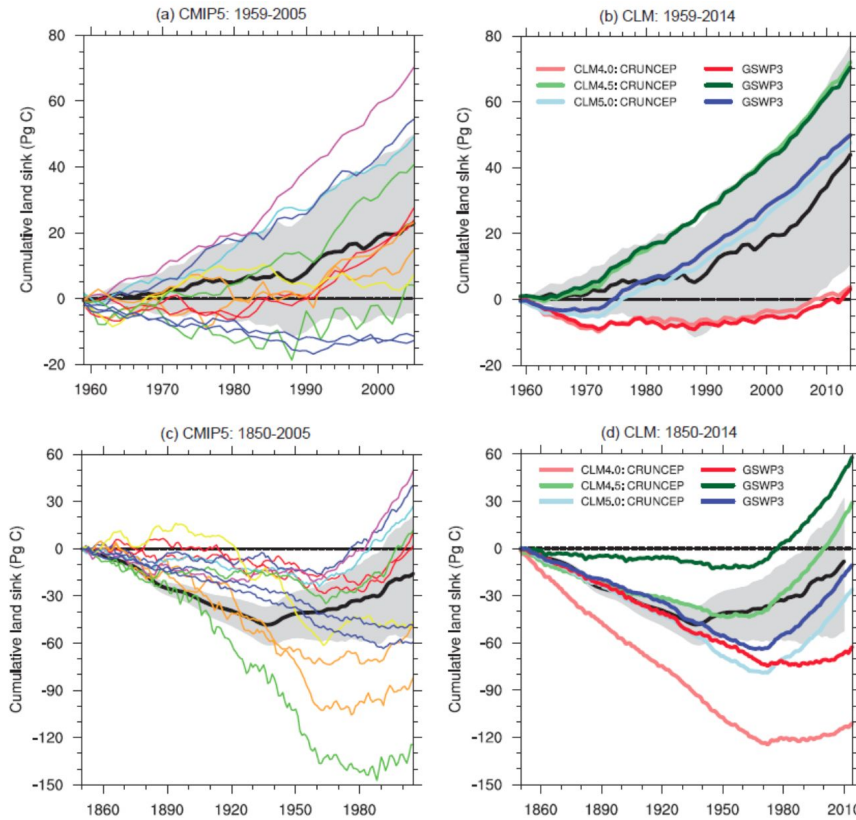 (a) CMIP5: 1959-2005
Cumulative land sink (Pg C)
80
60
40
20
0
-20
1960 1970 1980 1990 2000
(b) CLM: 1959-2014
Cumulative land sink (Pg C)
80
60
40
20
0
-20
CLM4.0: CRUNCEP GSWP3
CLM4.5: CRUNCEP GSWP3
CLM5.0: CRUNCEP GSWP3
1960 1970 1980 1990 2000 2010
(c) CMIP5: 1850-2005
Cumulative land sink (Pg C)
60
30
0
-30
-60
-90
-120
-150
1860 1890 1920 1950 1980
(d) CLM: 1850-2014
Cumulative land sink (Pg C)
60
30
0
-30
-60
-90
-120
-150
CLM4.0: CRUNCEP GSWP3
CLM4.5: CRUNCEP GSWP3
CLM5.0: CRUNCEP GSWP3
1860 1890 1920 1950 1980 2010